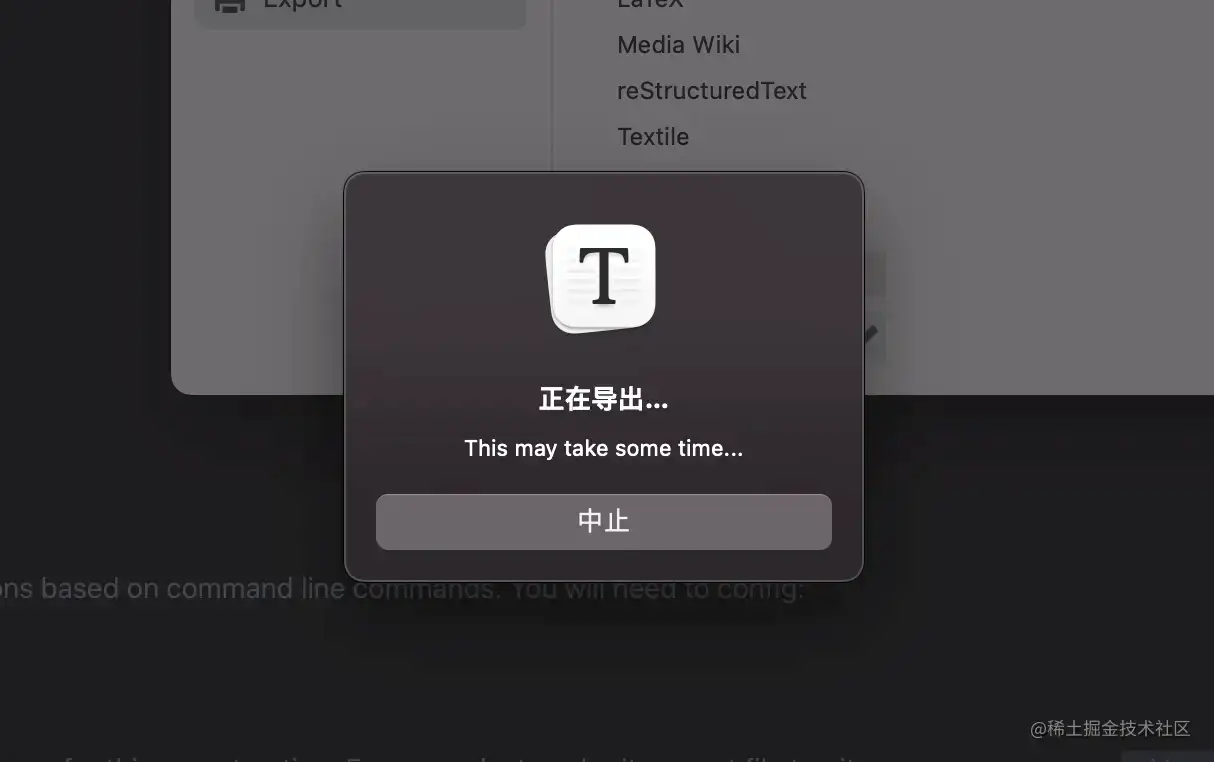 Export
LaTeX
Media Wiki
reStructuredText
Textile
T
正在导出...
This may take some time...
中止
ons based on command line commands. You will need to config:
@稀土掘金技术社区